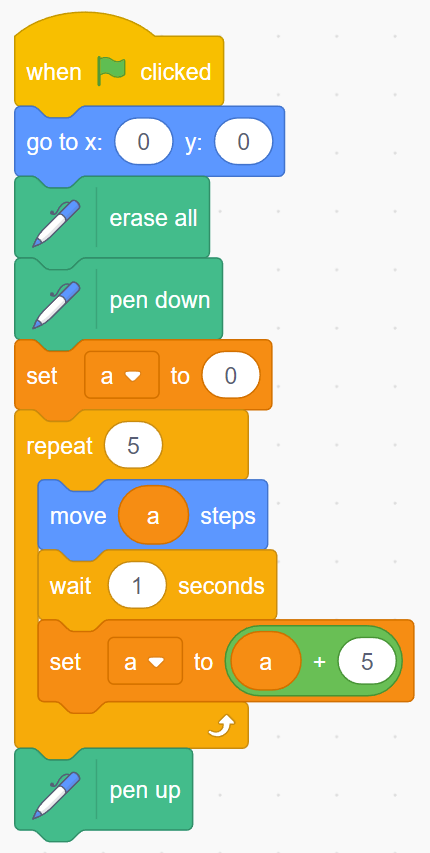 when clicked
go to x: 0 y: 0
erase all
pen down
set a to 0
repeat 5
move a steps
wait 1 seconds
set a to a + 5
pen up